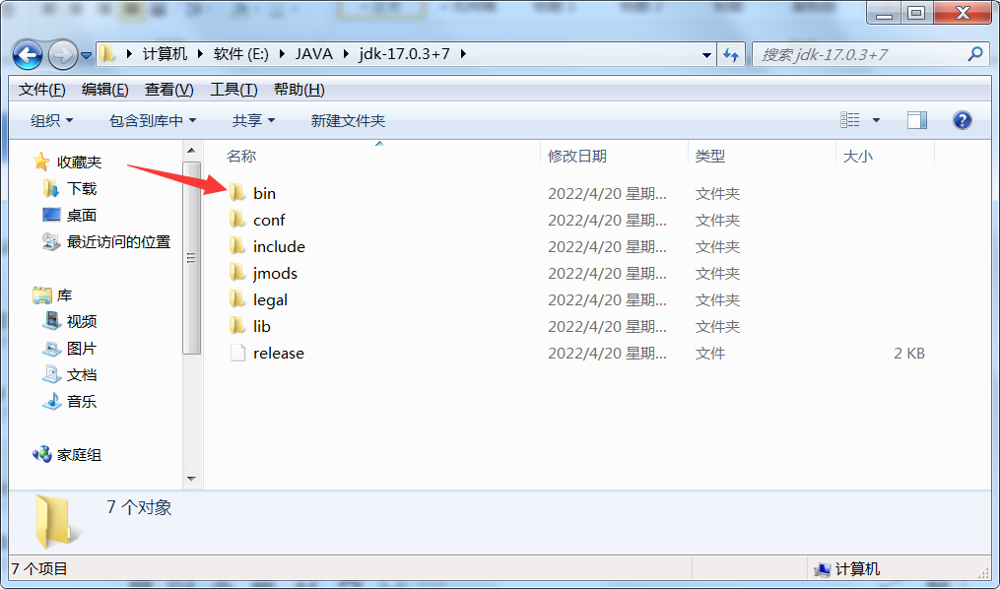 计算机 软件 (E:) JAVA jdk-17.0.3+7
搜索 jdk-17.0.3+7
文件(F) 编辑(E) 查看(V) 工具(T) 帮助(H)
组织 包含到库中 共享 新建文件夹
收藏夹
下载
桌面
最近访问的位置
库
视频
图片
文档
音乐
家庭组
名称 修改日期 类型 大小
bin 2022/4/20 星期... 文件夹
conf 2022/4/20 星期... 文件夹
include 2022/4/20 星期... 文件夹
jmods 2022/4/20 星期... 文件夹
legal 2022/4/20 星期... 文件夹
lib 2022/4/20 星期... 文件夹
release 2022/4/20 星期... 文件 2 KB
7 个对象
7 个项目 计算机